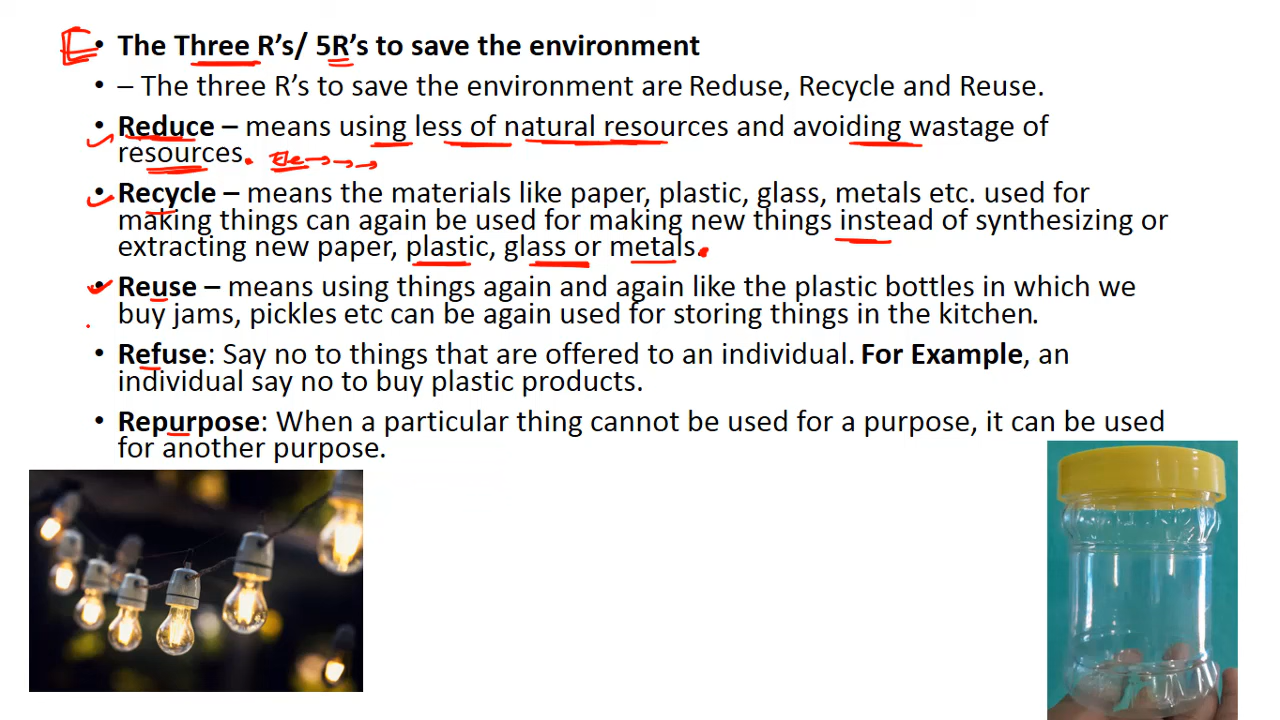 • The Three R's/ 5R's to save the environment
• – The three R's to save the environment are Reduse, Recycle and Reuse.
• Reduce – means using less of natural resources and avoiding wastage of
resources.
• Recycle – means the materials like paper, plastic, glass, metals etc. used for
making things can again be used for making new things instead of synthesizing or
extracting new paper, plastic, glass or metals.
• Reuse – means using things again and again like the plastic bottles in which we
buy jams, pickles etc can be again used for storing things in the kitchen.
• Refuse: Say no to things that are offered to an individual. For Example, an
individual say no to buy plastic products.
• Repurpose: When a particular thing cannot be used for a purpose, it can be used
for another purpose.